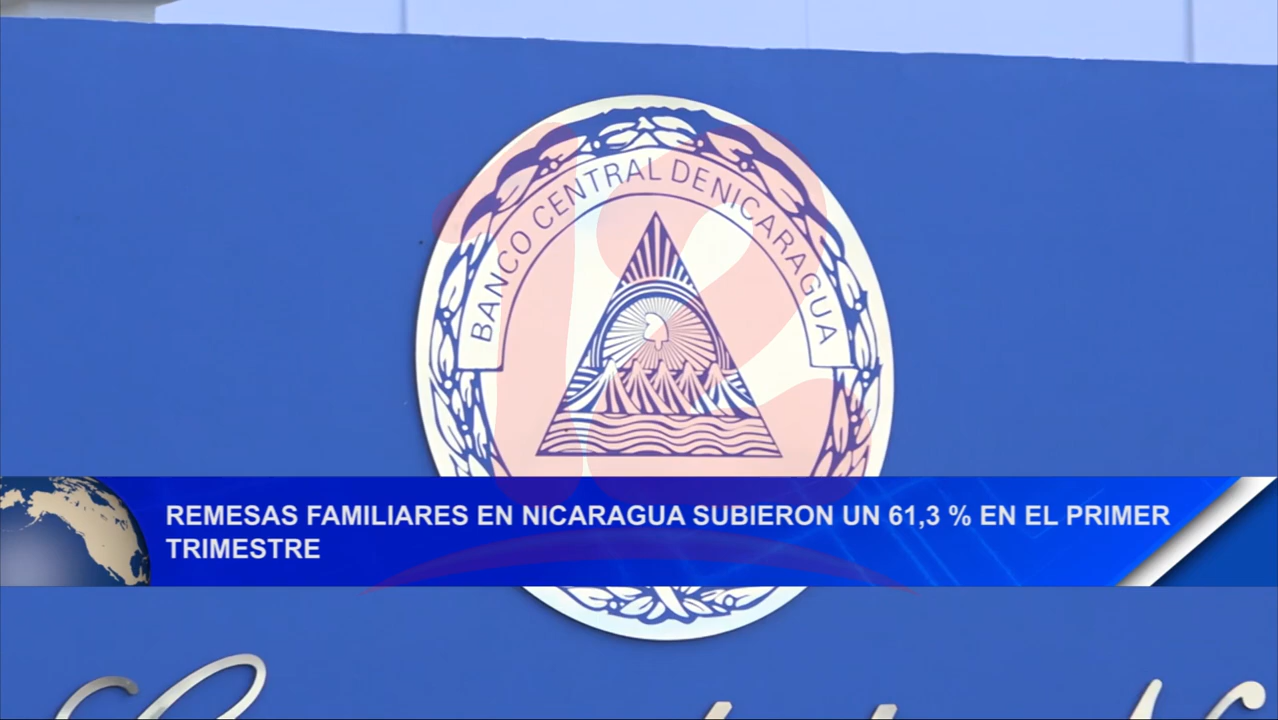 BANCO CENTRAL DE NICARAGUA
REMESAS FAMILIARES EN NICARAGUA SUBIERON UN 61,3 % EN EL PRIMER
TRIMESTRE